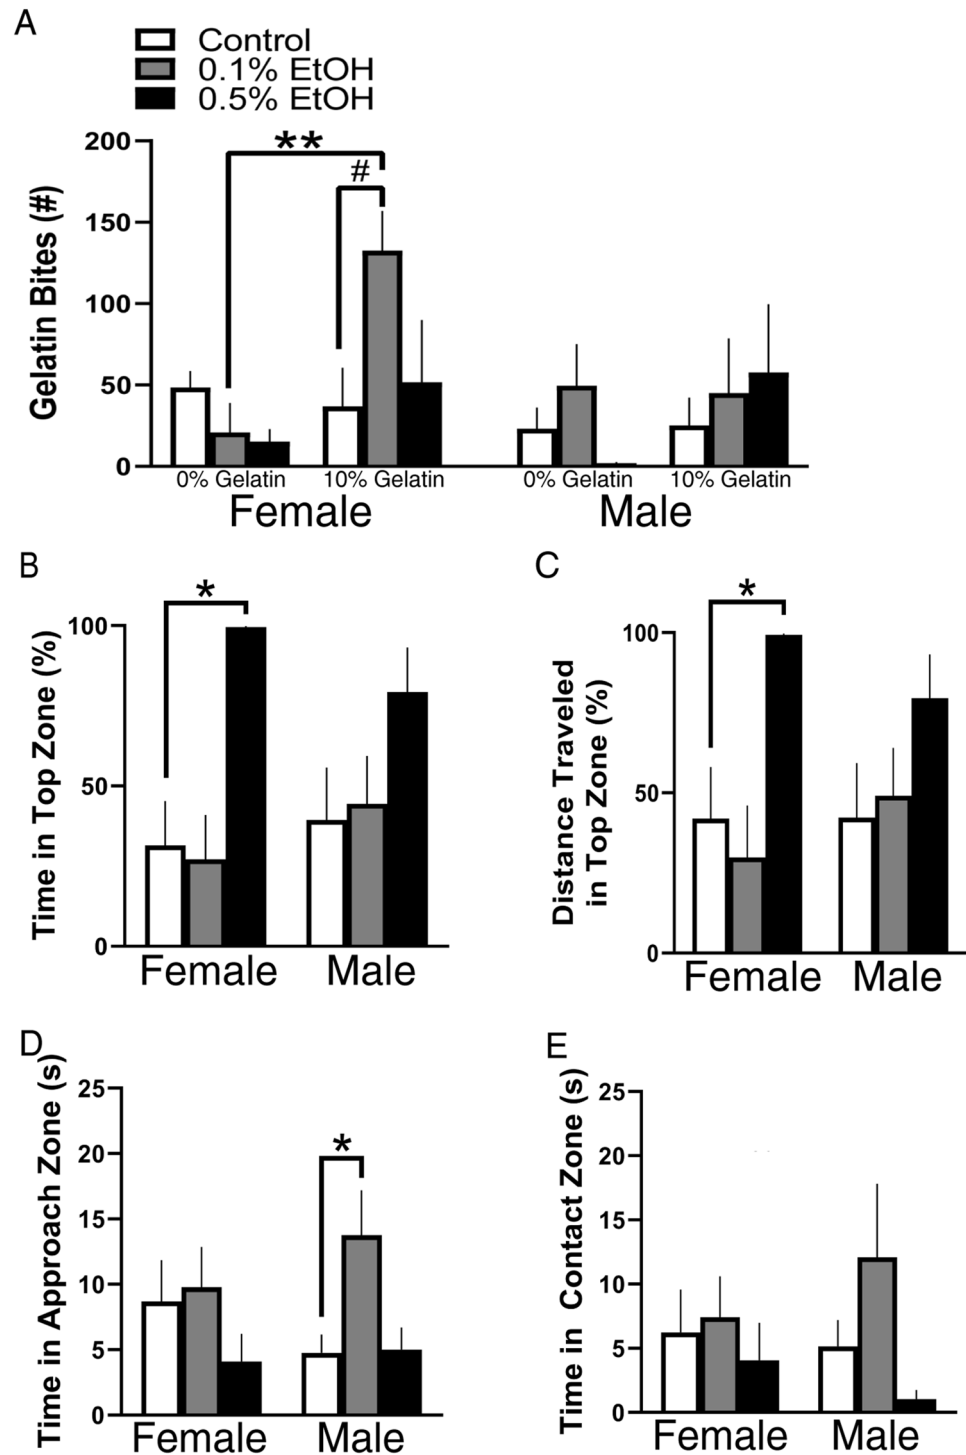 A
Control
0.1% EtOH
0.5% EtOH
Gelatin Bites (#)
200
150
100
50
0
**
#
0% Gelatin 10% Gelatin 0% Gelatin 10% Gelatin
Female Male
B
Time in Top Zone (%)
100
50
0
*
Female Male
C
Distance Traveled
in Top Zone (%)
100
50
0
*
Female Male
D
Time in Approach Zone (s)
25
20
15
10
5
0
*
Female Male
E
Time in Contact Zone (s)
25
20
15
10
5
0
Female Male